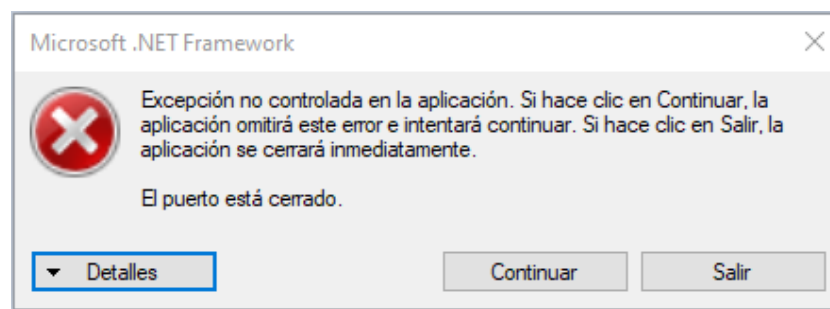 Microsoft .NET Framework
Excepción no controlada en la aplicación. Si hace clic en Continuar, la
aplicación omitirá este error e intentará continuar. Si hace clic en Salir, la
aplicación se cerrará inmediatamente.
El puerto está cerrado.
Detalles
Continuar
Salir